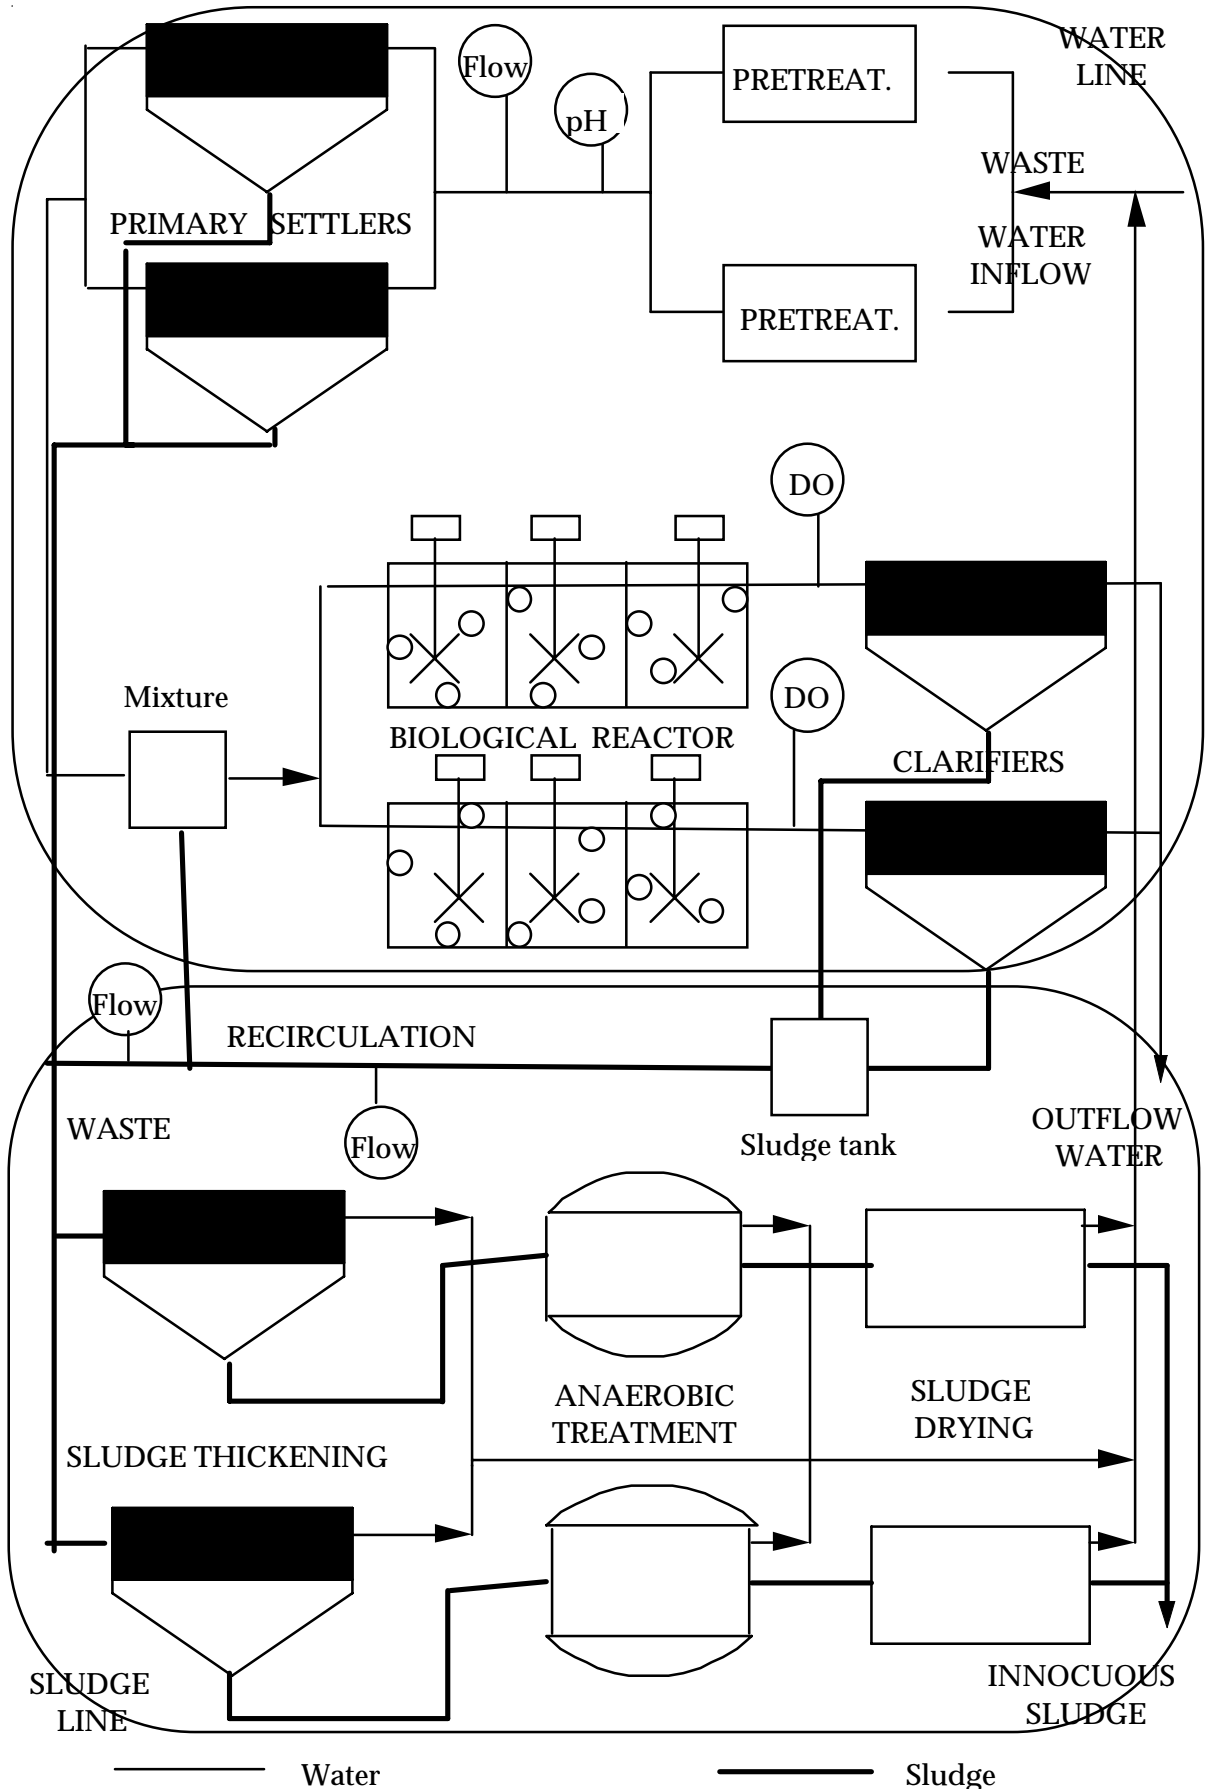 WATER
LINE
Flow
PRETREAT.
pH
WASTE
PRIMARY SETTLERS
WATER
INFLOW
PRETREAT.
DO
Mixture
DO
BIOLOGICAL REACTOR
CLARIFIERS
Flow
RECIRCULATION
WASTE
Flow
Sludge tank
OUTFLOW
WATER
ANAEROBIC
TREATMENT
SLUDGE
DRYING
SLUDGE THICKENING
SLUDGE
LINE
INNOCUOUS
SLUDGE
Water
Sludge